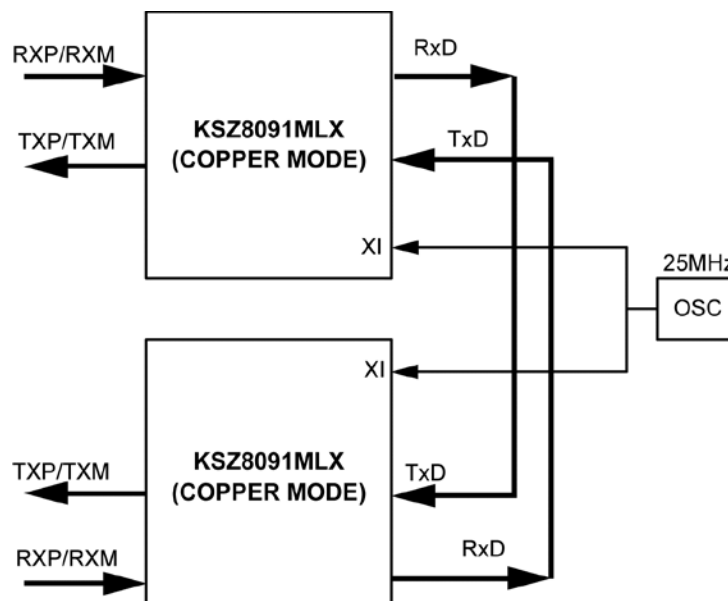 RXP/RXM
RxD
TXP/TXM
KSZ8091MLX
(COPPER MODE)
TxD
XI
25MHz
OSC
XI
TXP/TXM
KSZ8091MLX
(COPPER MODE)
TxD
RXP/RXM
RxD